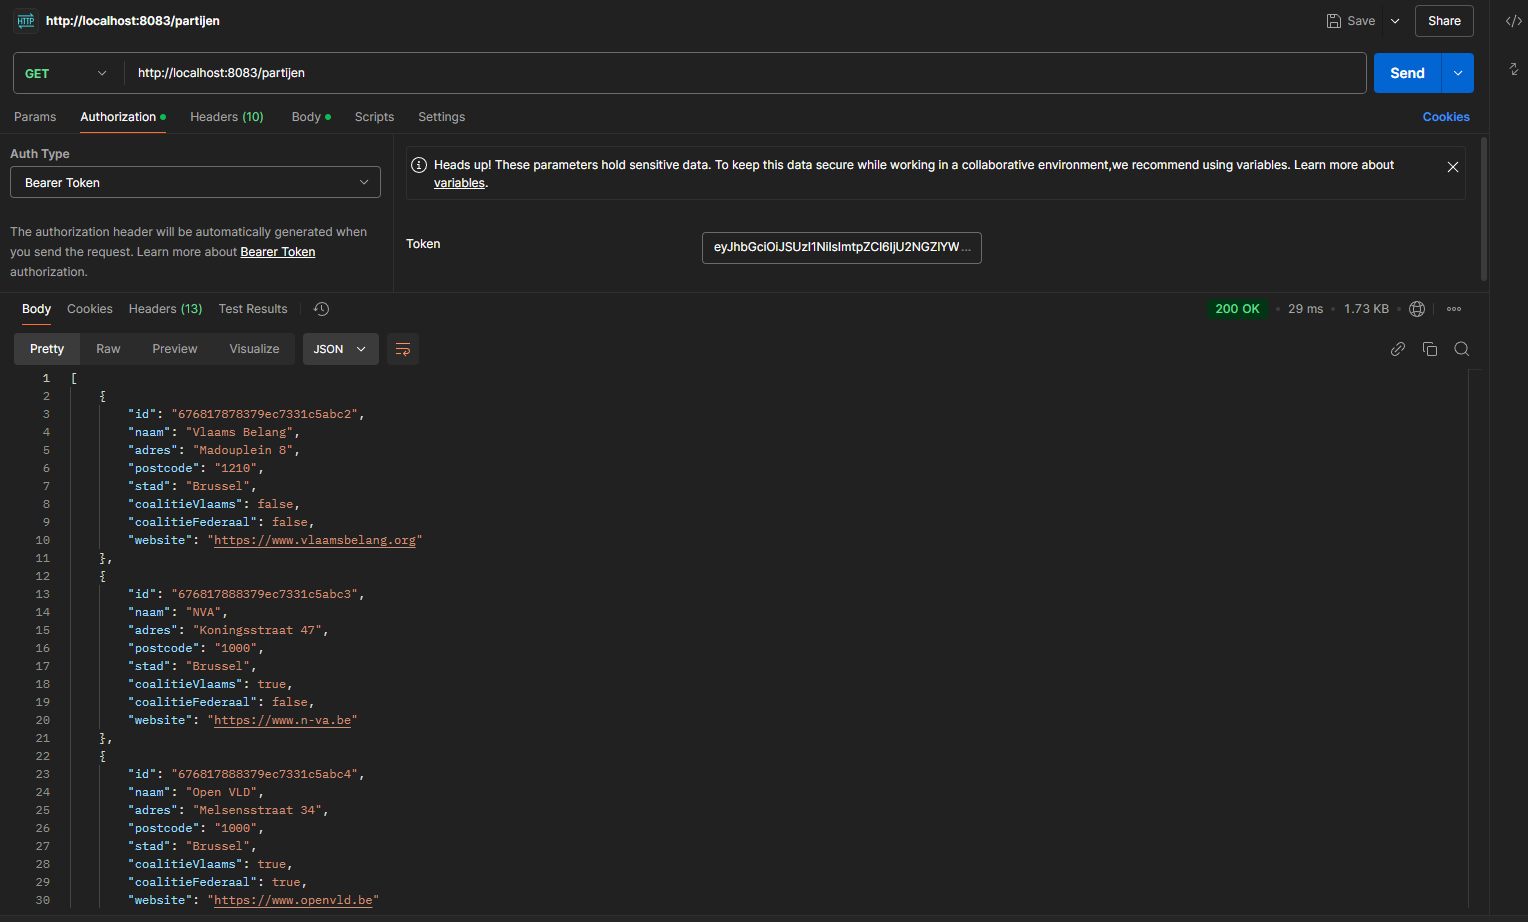 HTTP http://localhost:8083/partijen Save Share
GET http://localhost:8083/partijen Send
Params Authorization Headers (10) Body Scripts Settings Cookies
Auth Type
Bearer Token
The authorization header will be automatically generated when
you send the request. Learn more about Bearer Token
authorization.
Heads up! These parameters hold sensitive data. To keep this data secure while working in a collaborative environment,we recommend using variables. Learn more about
variables.
Token eyJhbGciOiJSUzI1NiIsImtpZCI6IjU2NGZlYW ...
Body Cookies Headers (13) Test Results 200 OK 29 ms 1.73 KB
Pretty Raw Preview Visualize JSON
1 [
2 {
3 "id": "676817878379ec7331c5abc2",
4 "naam": "Vlaams Belang",
5 "adres": "Madouplein 8",
6 "postcode": "1210",
7 "stad": "Brussel",
8 "coalitieVlaams": false,
9 "coalitieFederaal": false,
10 "website": "https://www.vlaamsbelang.org"
11 },
12 {
13 "id": "676817888379ec7331c5abc3",
14 "naam": "NVA",
15 "adres": "Koningsstraat 47",
16 "postcode": "1000",
17 "stad": "Brussel",
18 "coalitieVlaams": true,
19 "coalitieFederaal": false,
20 "website": "https://www.n-va.be"
21 },
22 {
23 "id": "676817888379ec7331c5abc4",
24 "naam": "Open VLD",
25 "adres": "Melsensstraat 34",
26 "postcode": "1000",
27 "stad": "Brussel",
28 "coalitieVlaams": true,
29 "coalitieFederaal": true,
30 "website": "https://www.openvld.be"